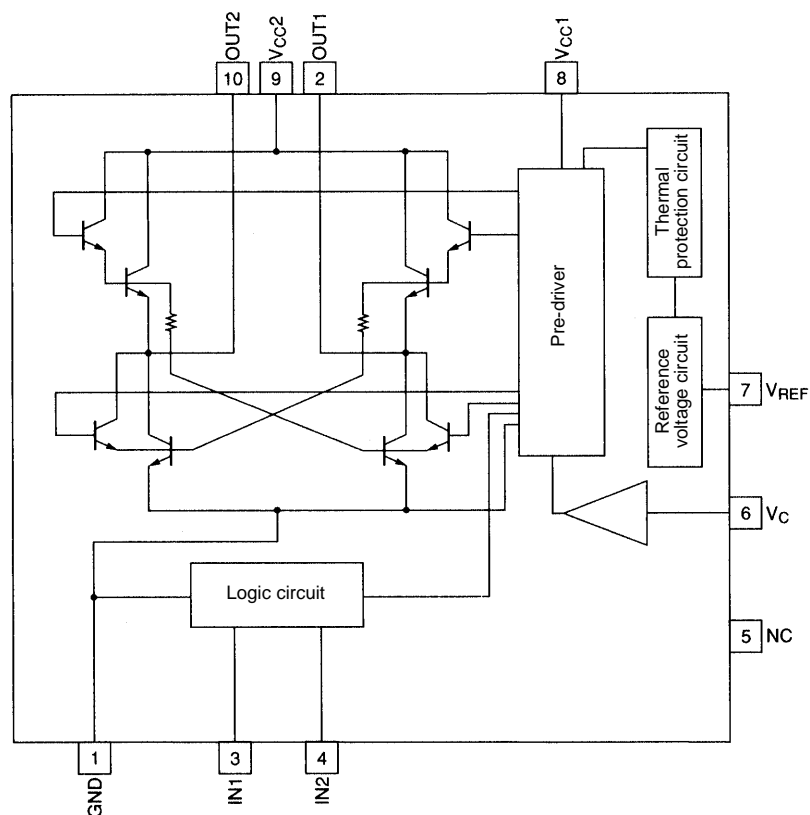 OUT2
VCC2
OUT1
VCC1
10
9
2
8
Thermal
protection circuit
Pre-driver
Reference
voltage circuit
7
VREF
6
VC
Logic circuit
5
NC
1
3
4
GND
IN1
IN2